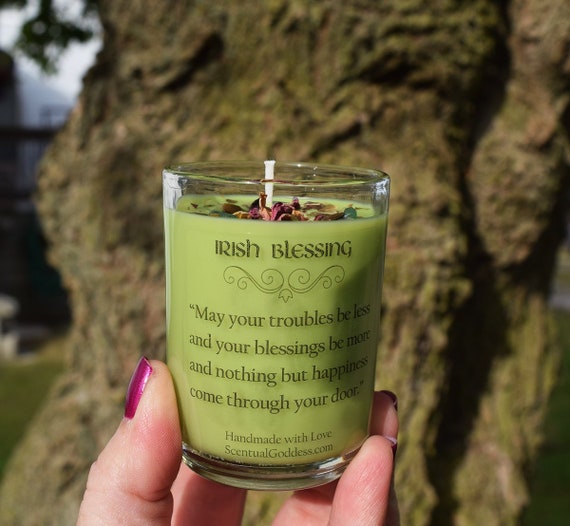 IRISH BLESSING
“May your troubles be less
and your blessings be more
and nothing but happiness
come through your door.”
Handmade with Love
ScentualGoddess.com